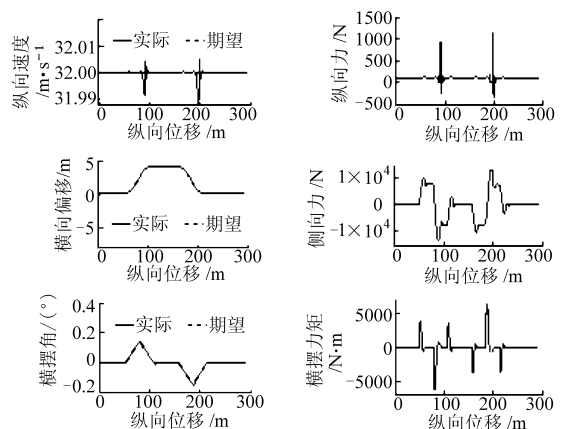 纵向速度
/m·s⁻¹
32.01
32.00
31.99
实际 期望
0 100 200 300
纵向位移/m
纵向力/N
1500
1000
500
0
-500
0 100 200 300
纵向位移/m
横向偏移/m
5
0
-5
实际 期望
0 100 200 300
纵向位移/m
侧向力/N
1×10⁴
0
-1×10⁴
0 100 200 300
纵向位移/m
横摆角/(°)
0.4
0.2
0
-0.2
实际 期望
0 100 200 300
纵向位移/m
横摆力矩
/N·m
5000
0
-5000
0 100 200 300
纵向位移/m